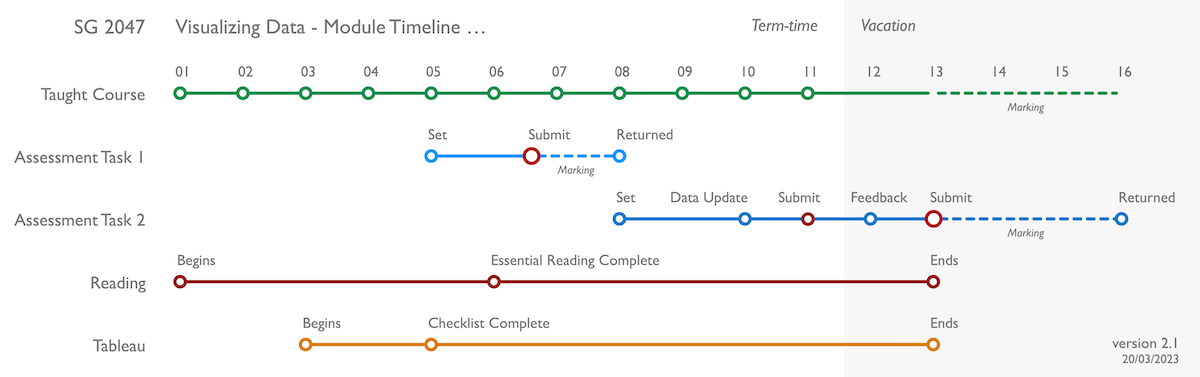 SG 2047 Visualizing Data - Module Timeline …
Term-time Vacation
01 02 03 04 05 06 07 08 09 10 11 12 13 14 15 16
Taught Course
Marking
Set Submit Returned
Assessment Task 1
Marking
Set Data Update Submit Feedback Submit Returned
Assessment Task 2
Marking
Begins Essential Reading Complete Ends
Reading
Begins Checklist Complete Ends
Tableau
version 2.1
20/03/2023